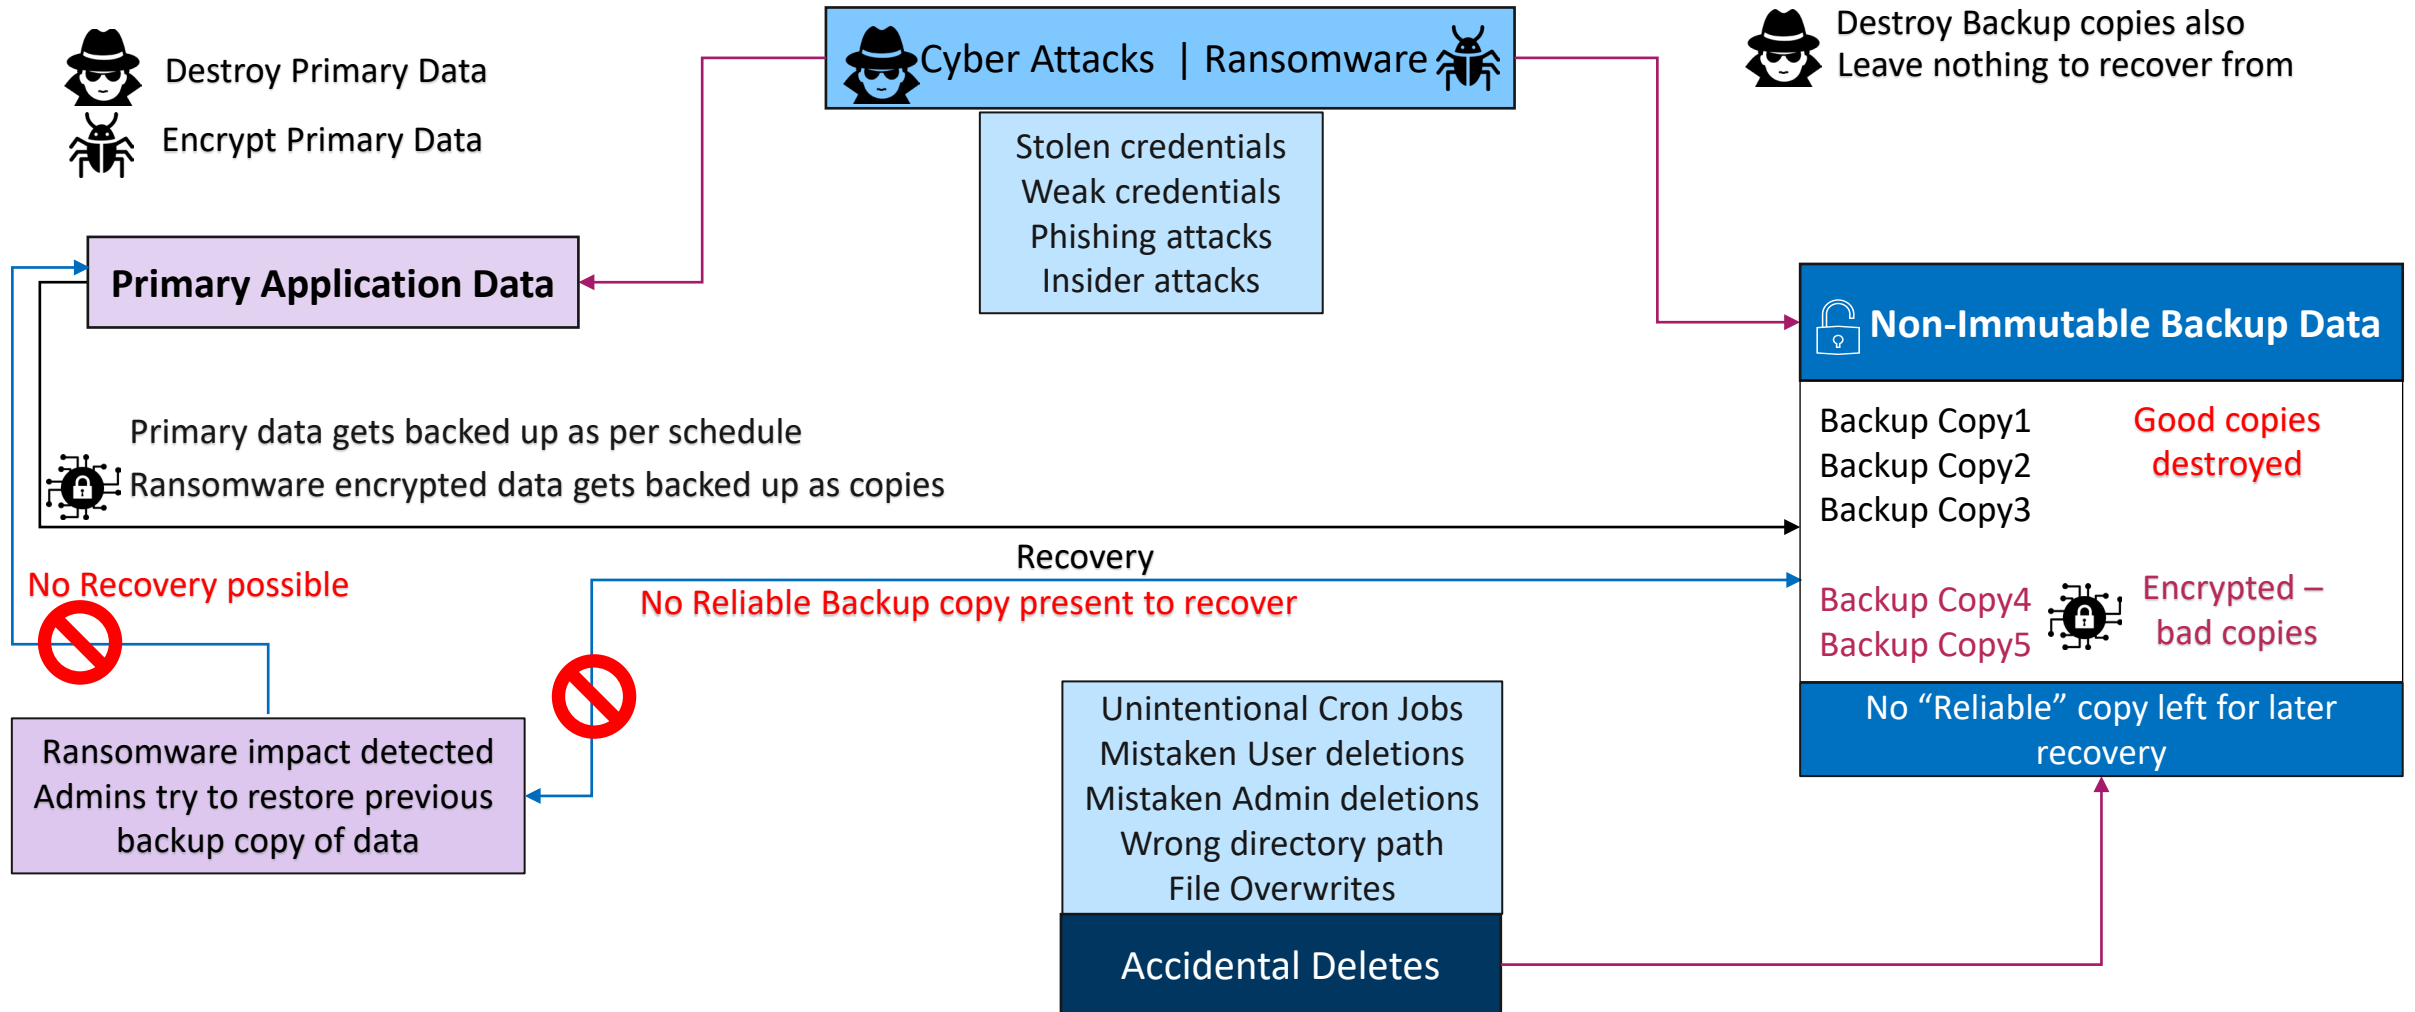 Destroy Primary Data
Encrypt Primary Data
Cyber Attacks | Ransomware
Stolen credentials
Weak credentials
Phishing attacks
Insider attacks
Destroy Backup copies also
Leave nothing to recover from
Primary Application Data
Non-Immutable Backup Data
Primary data gets backed up as per schedule
Ransomware encrypted data gets backed up as copies
Backup Copy1
Backup Copy2
Backup Copy3
Good copies
destroyed
Backup Copy4
Backup Copy5
Encrypted –
bad copies
No “Reliable” copy left for later
recovery
Recovery
No Reliable Backup copy present to recover
No Recovery possible
Ransomware impact detected
Admins try to restore previous
backup copy of data
Unintentional Cron Jobs
Mistaken User deletions
Mistaken Admin deletions
Wrong directory path
File Overwrites
Accidental Deletes